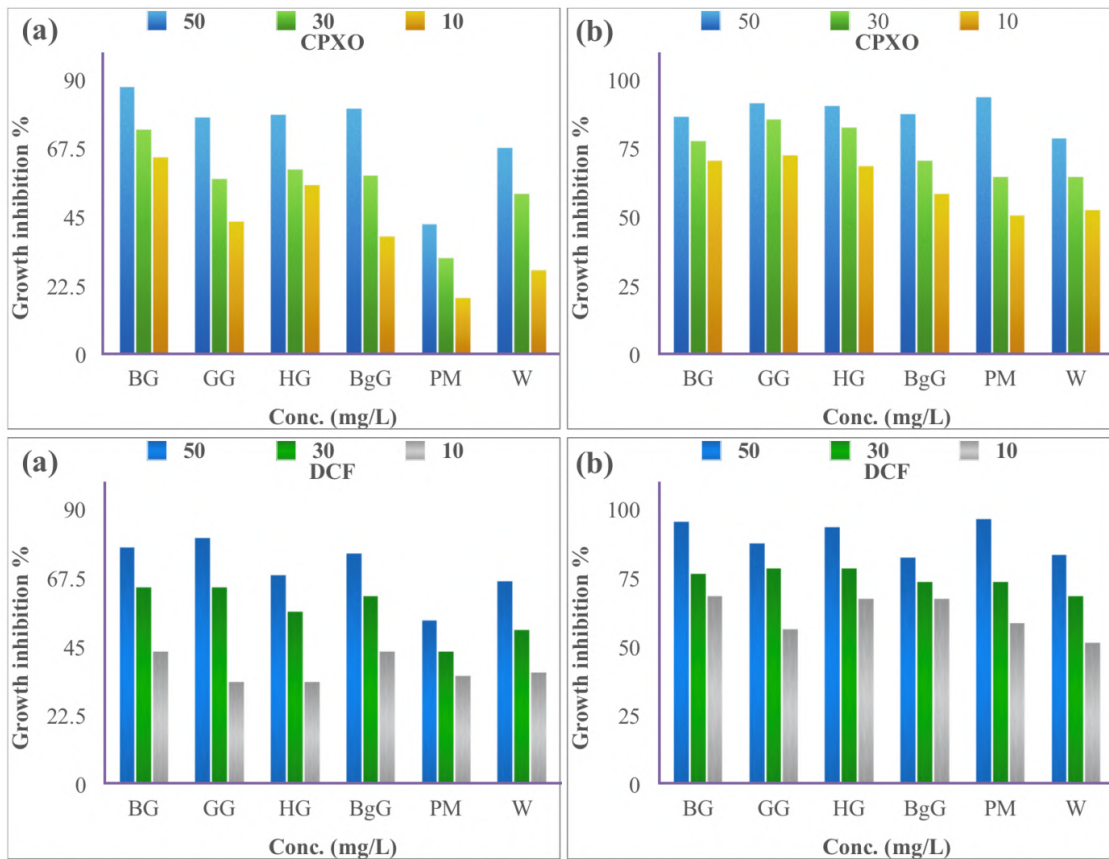 (a) 50 30 10
CPXO
Growth inhibition %
90
67.5
45
22.5
0
BG GG HG BgG PM W
Conc. (mg/L)
(b) 50 30 10
CPXO
Growth inhibition %
100
75
50
25
0
BG GG HG BgG PM W
Conc. (mg/L)
(a) 50 30 10
DCF
Growth inhibition %
90
67.5
45
22.5
0
BG GG HG BgG PM W
Conc. (mg/L)
(b) 50 30 10
DCF
Growth inhibition %
100
75
50
25
0
BG GG HG BgG PM W
Conc. (mg/L)